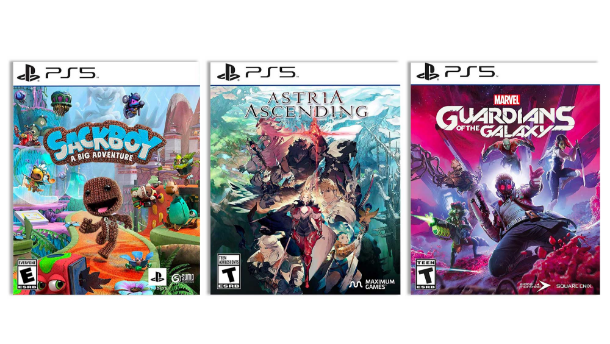 PS5
SACKBOY
A BIG ADVENTURE
EVERYONE
E
ESRB
SUMO
PS5
ASTRIA
ASCENDING
TEEN
T
ESRB
MAXIMUM
GAMES
PS5
MARVEL
GUARDIANS
OF THE
GALAXY
TEEN
T
ESRB
SQUARE ENIX